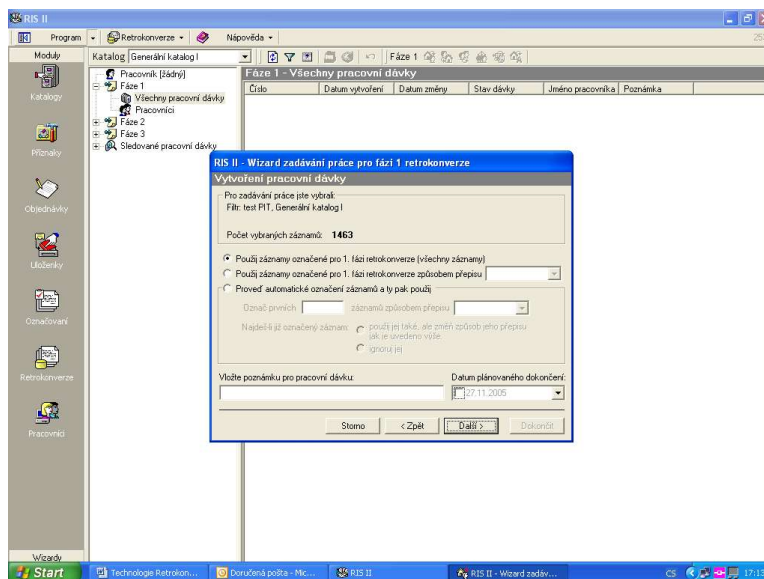 RIS II
Program
Retrokonverze
Nápověda
25
Moduly
Katalog Generální katalog I
Fáze 1
Katalogy
Příznaky
Objednávky
Uloženky
Označovaní
Retrokonverze
Pracovníci
Wizardy
Pracovník [žádný]
Fáze 1
Všechny pracovní dávky
Pracovníci
Fáze 2
Fáze 3
Sledované pracovní dávky
Fáze 1 - Všechny pracovní dávky
Číslo Datum vytvoření Datum změny Stav dávky Jméno pracovníka Poznámka
RIS II - Wizard zadávání práce pro fázi 1 retrokonverze
Vytvoření pracovní dávky
Pro zadávání práce jste vybrali:
Filtr: test PIT, Generální katalog I
Počet vybraných záznamů: 1463
Použij záznamy označené pro 1. fázi retrokonverze (všechny záznamy)
Použij záznamy označené pro 1. fázi retrokonverze způsobem přepisu
Proveď automatické označení záznamů a ty pak použij
Označ prvních záznamů způsobem přepisu
Najdeš-li již označený záznam: použij jej také, ale změň způsob jeho přepisu
jak je uvedeno výše
ignoruj jej
Vložte poznámku pro pracovní dávku: Datum plánovaného dokončení:
27.11.2005
Storno < Zpět Další > Dokončit
Start
Technologie Retrokon...
Doručená pošta - Mic...
RIS II
RIS II - Wizard zadáv...
CS
17:13